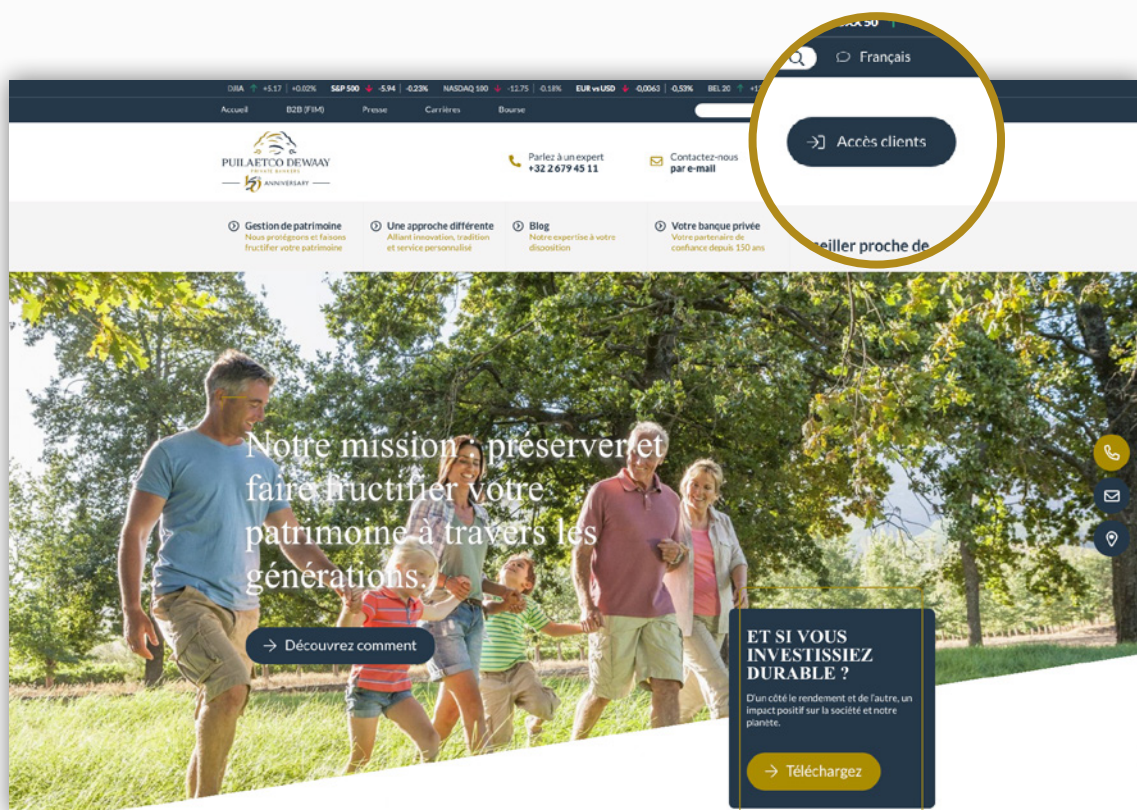 DJIA ↑ +5.17 | +0.02% S&P 500 ↓ -5.94 | -0.23% NASDAQ 100 ↓ -12.75 | -0.18% EUR vs USD ↓ -0,0063 | -0,53% BEL 20 ↑
XX 50 ↑
Accueil B2B (FIM) Presse Carrières Bourse
Français
PUILAETCO DEWAAY
PRIVATE BANKERS
150 ANNIVERSARY
Parlez à un expert
+32 2 679 45 11
Contactez-nous
par e-mail
Accès clients
Gestion de patrimoine
Nous protégeons et faisons
fructifier votre patrimoine
Une approche différente
Alliant innovation, tradition
et service personnalisé
Blog
Notre expertise à votre
disposition
Votre banque privée
Votre partenaire de
confiance depuis 150 ans
eiller proche de
Notre mission : préserver et
faire fructifier votre
patrimoine à travers les
générations.
→ Découvrez comment
ET SI VOUS
INVESTISSIEZ
DURABLE ?
D'un côté le rendement et de l'autre, un
impact positif sur la société et notre
planète.
→ Téléchargez